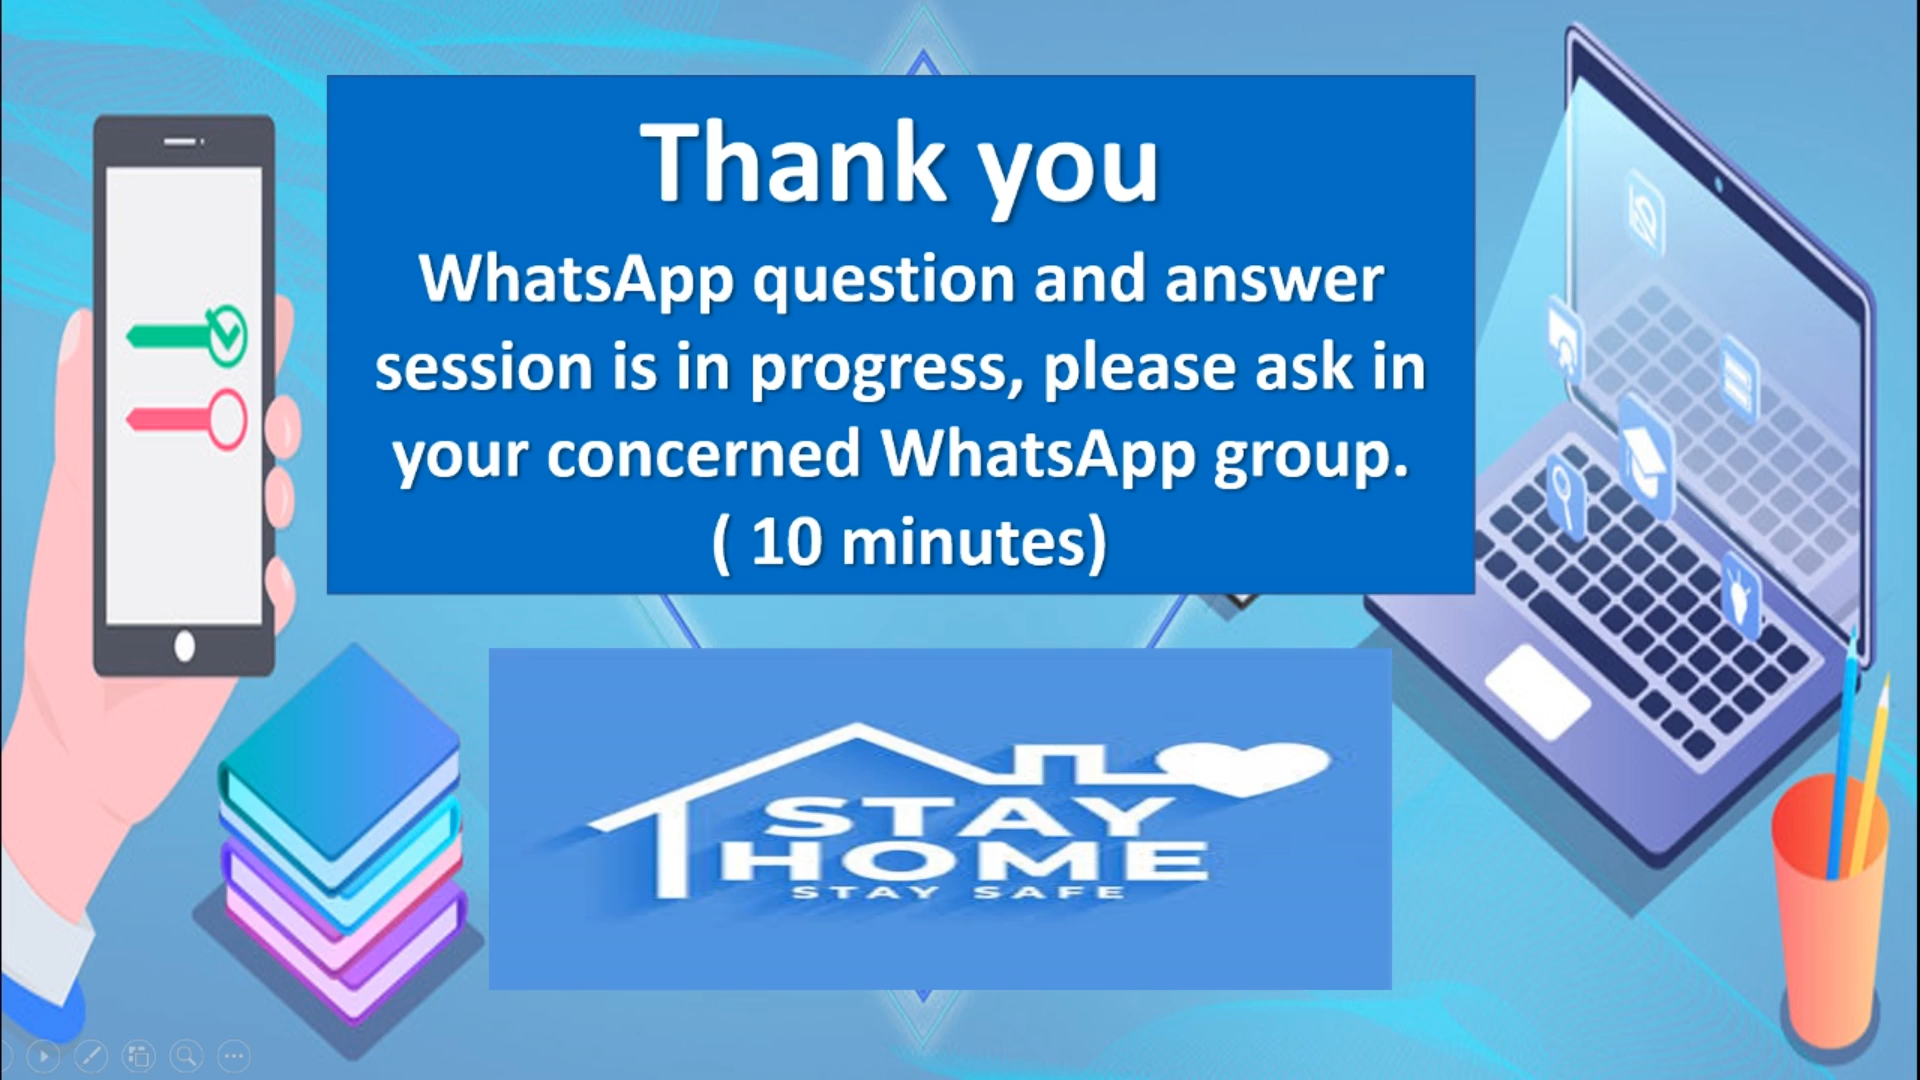 Thank you
WhatsApp question and answer
session is in progress, please ask in
your concerned WhatsApp group.
( 10 minutes)
STAY
HOME
STAY SAFE